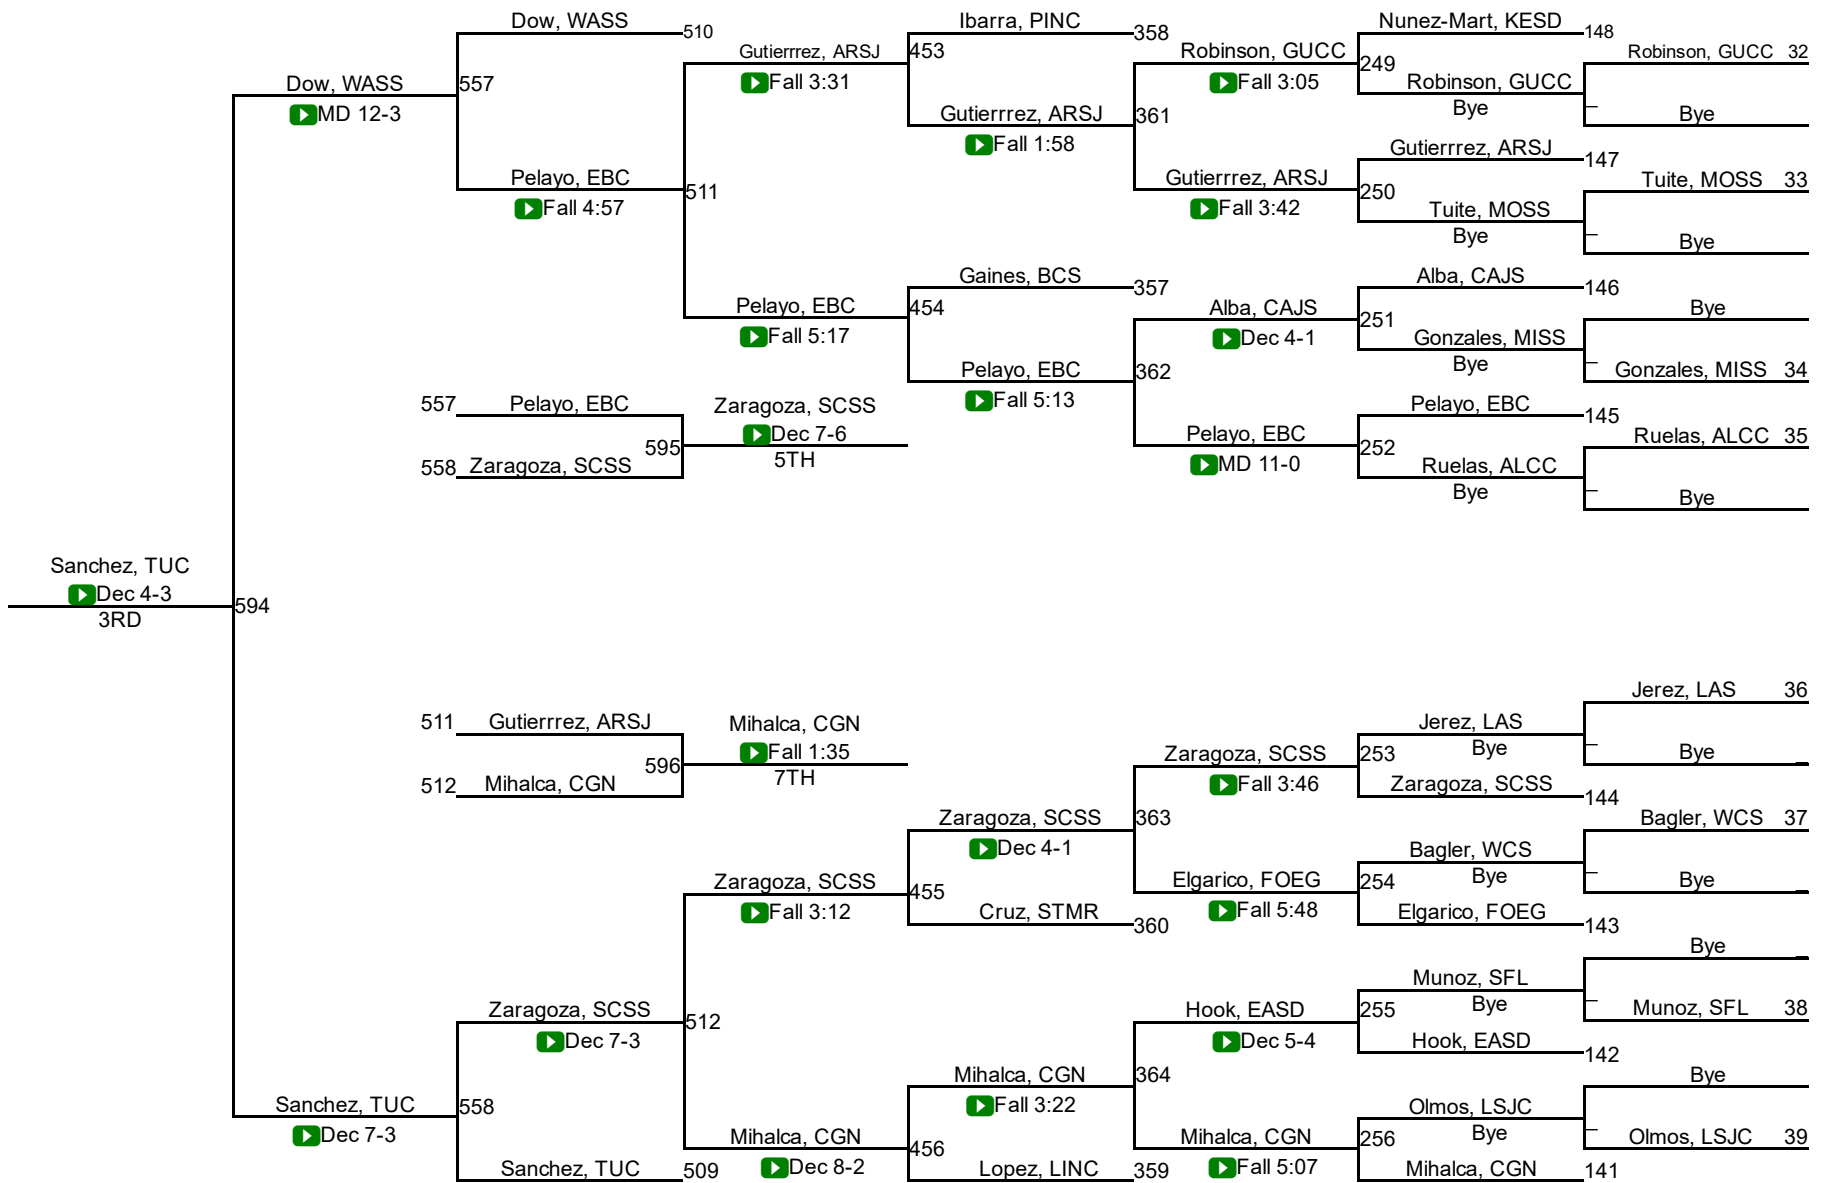 Dow, WASS
510
Ibarra, PINC
358
Nunez-Mart, KESD
148
Gutierrrez, ARSJ
453
Robinson, GUCC
249
Robinson, GUCC 32
Dow, WASS
557
Fall 3:31
Fall 3:05
Robinson, GUCC
Bye
Bye
MD 12-3
Gutierrrez, ARSJ
361
Fall 1:58
Gutierrrez, ARSJ
147
Pelayo, EBC
511
Gutierrrez, ARSJ
250
Tuite, MOSS 33
Fall 4:57
Fall 3:42
Tuite, MOSS
Bye
Bye
Gaines, BCS
357
Alba, CAJS
146
Pelayo, EBC
454
Alba, CAJS
251
Bye
Fall 5:17
Dec 4-1
Gonzales, MISS
Bye
Pelayo, EBC
362
Gonzales, MISS 34
Fall 5:13
557
Pelayo, EBC
Zaragoza, SCSS
Pelayo, EBC
145
Dec 7-6
595
5TH
Pelayo, EBC
252
Ruelas, ALCC 35
558
Zaragoza, SCSS
MD 11-0
Ruelas, ALCC
Bye
Bye
Sanchez, TUC
Dec 4-3
3RD
594
Jerez, LAS 36
511
Gutierrrez, ARSJ
Mihalca, CGN
Jerez, LAS
Bye
Fall 1:35
596
7TH
Zaragoza, SCSS
253
Bye
512
Mihalca, CGN
Fall 3:46
Zaragoza, SCSS
144
Zaragoza, SCSS
363
Bagler, WCS 37
Dec 4-1
Bagler, WCS
Bye
Zaragoza, SCSS
455
Elgarico, FOEG
254
Bye
Fall 3:12
Cruz, STMR
360
Fall 5:48
Elgarico, FOEG
143
Bye
Munoz, SFL
Bye
Zaragoza, SCSS
512
Hook, EASD
255
Munoz, SFL 38
Dec 7-3
Dec 5-4
Hook, EASD
142
Mihalca, CGN
364
Bye
Sanchez, TUC
558
Fall 3:22
Olmos, LSJC
Bye
Dec 7-3
Mihalca, CGN
456
Mihalca, CGN
256
Olmos, LSJC 39
Sanchez, TUC
509
Dec 8-2
Lopez, LINC
359
Fall 5:07
Mihalca, CGN
141